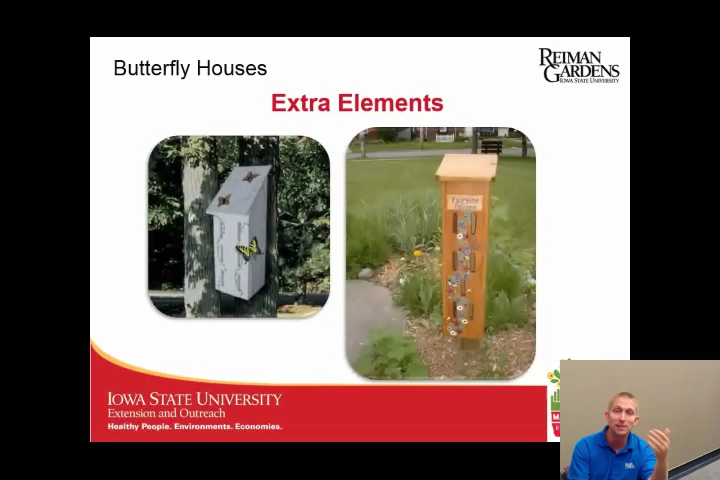 Butterfly Houses
REIMAN
GARDENS
IOWA STATE UNIVERSITY
Extra Elements
IOWA STATE UNIVERSITY
Extension and Outreach
Healthy People. Environments. Economies.